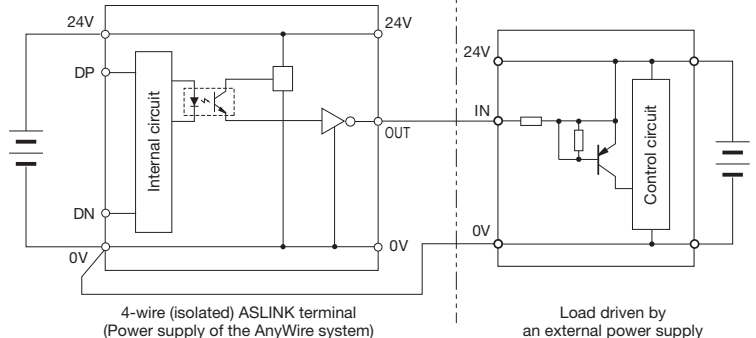 24V
24V
DP
Internal circuit
OUT
DN
0V
0V
24V
IN
Control circuit
0V
4-wire (isolated) ASLINK terminal
(Power supply of the AnyWire system)
Load driven by
an external power supply